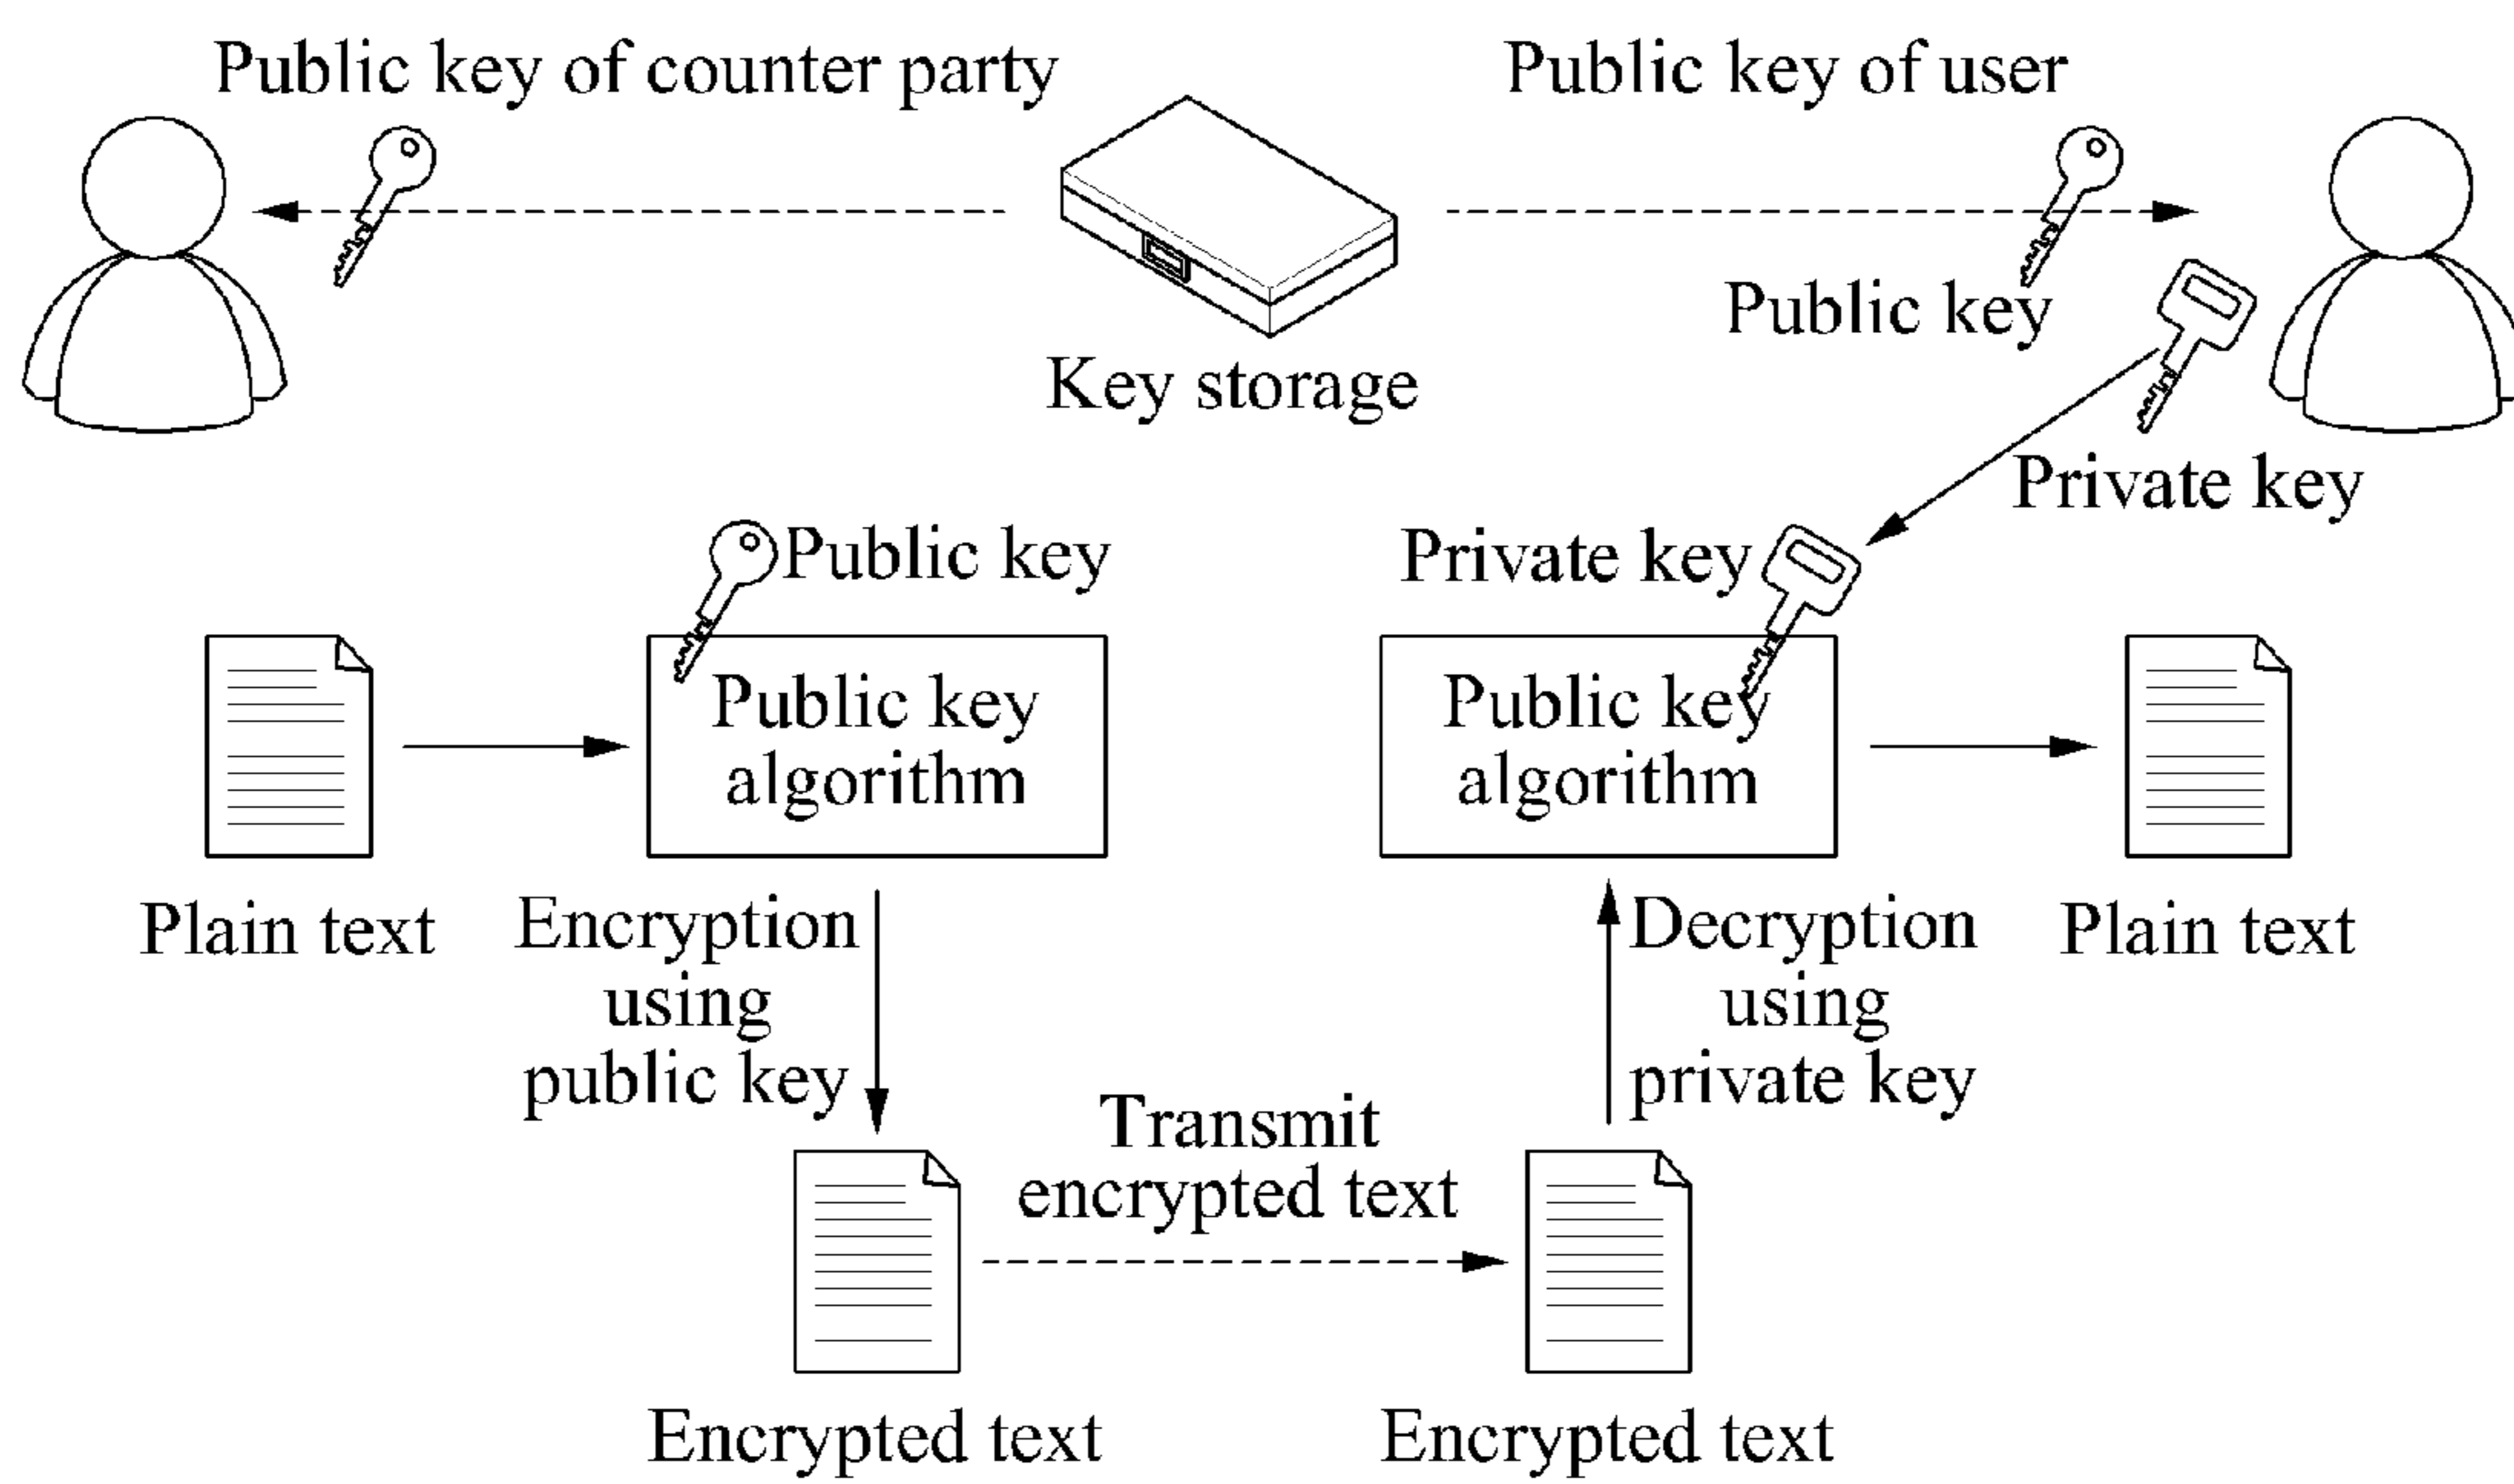 Public key of counter party
Public key of user
Public key
Key storage
Private key
Public key
Private key
Public key
algorithm
Public key
algorithm
Plain text
Encryption
using
public key
Decryption
using
private key
Plain text
Transmit
encrypted text
Encrypted text
Encrypted text